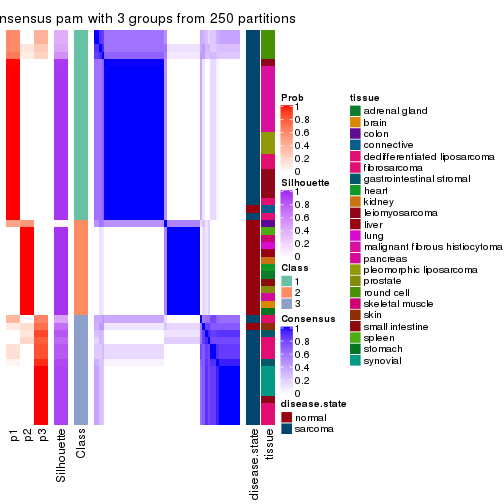 nsensus pam with 3 groups from 250 partitions
Prob
1
0.8
0.6
0.4
0.2
0
Silhouette
1
0.8
0.6
0.4
0.2
0
Class
1
2
3
Consensus
1
0.8
0.6
0.4
0.2
0
disease.state
normal
sarcoma
tissue
adrenal gland
brain
colon
connective
dedifferentiated liposarcoma
fibrosarcoma
gastrointestinal stromal
heart
kidney
leiomyosarcoma
liver
lung
malignant fibrous histiocytoma
pancreas
pleomorphic liposarcoma
prostate
round cell
skeletal muscle
skin
small intestine
spleen
stomach
synovial
p1
p2
p3
Silhouette
Class
disease.state
tissue